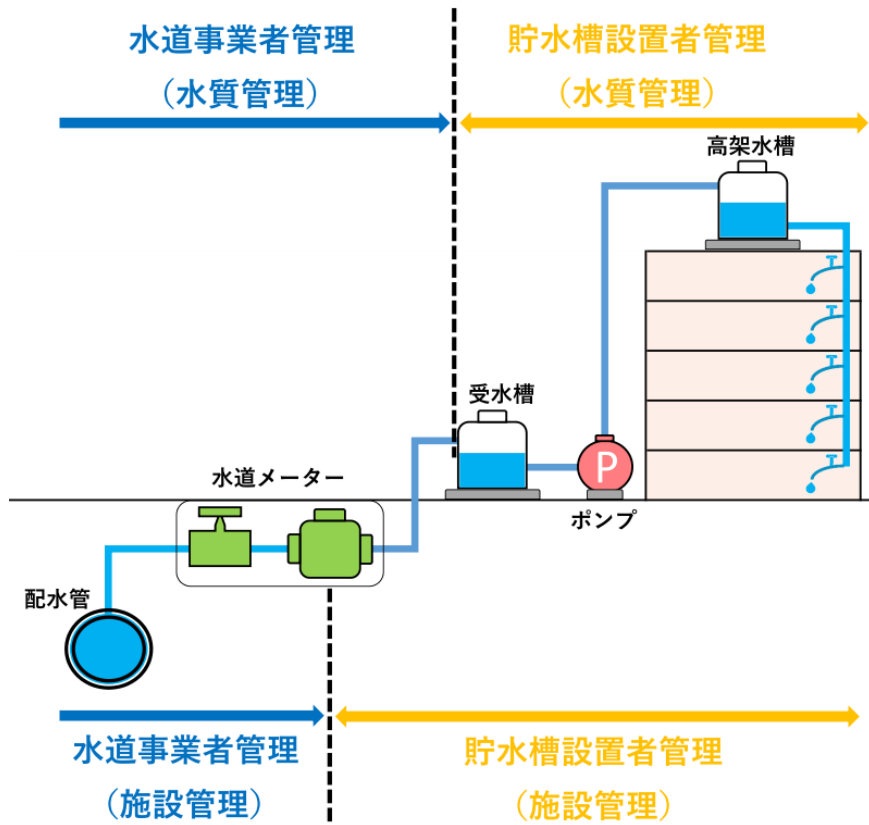 水道事業者管理
（水質管理）
貯水槽設置者管理
（水質管理）
高架水槽
受水槽
P
ポンプ
水道メーター
配水管
水道事業者管理
（施設管理）
貯水槽設置者管理
（施設管理）